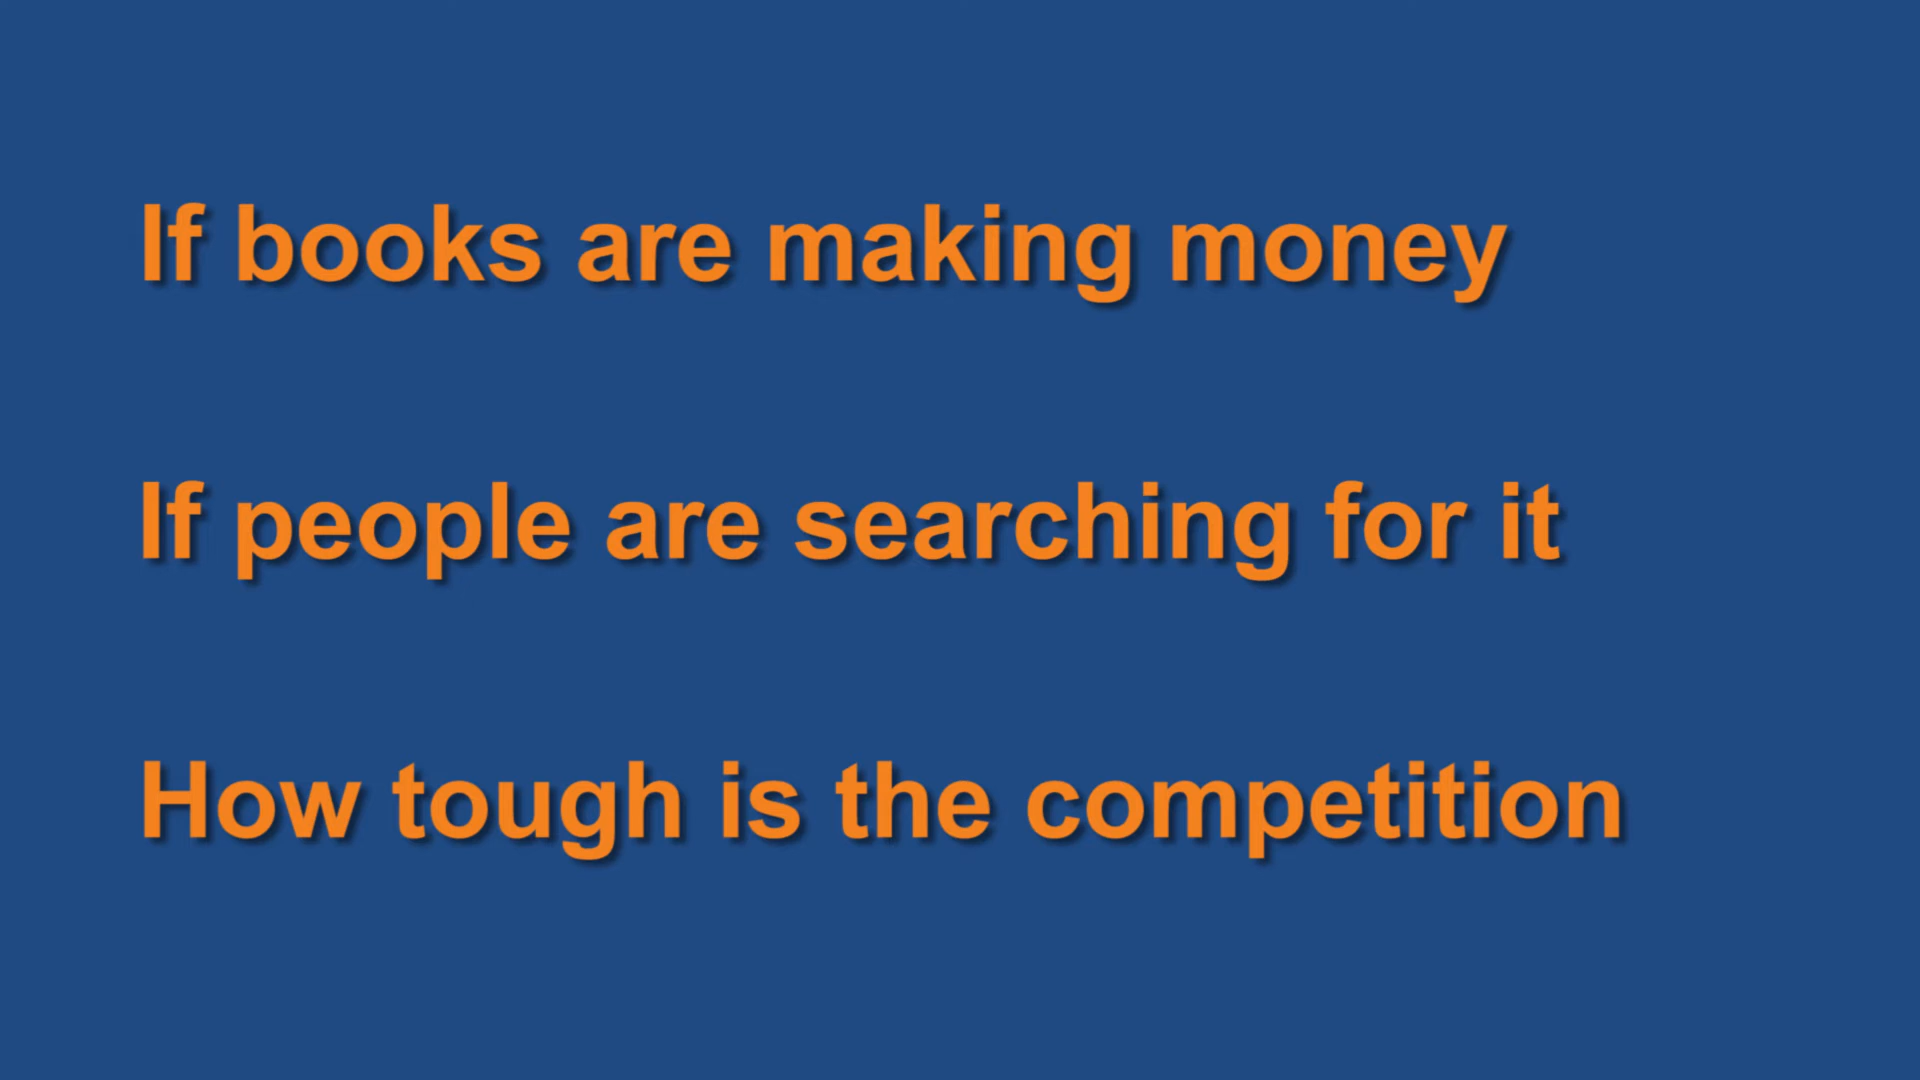 If books are making money
If people are searching for it
How tough is the competition